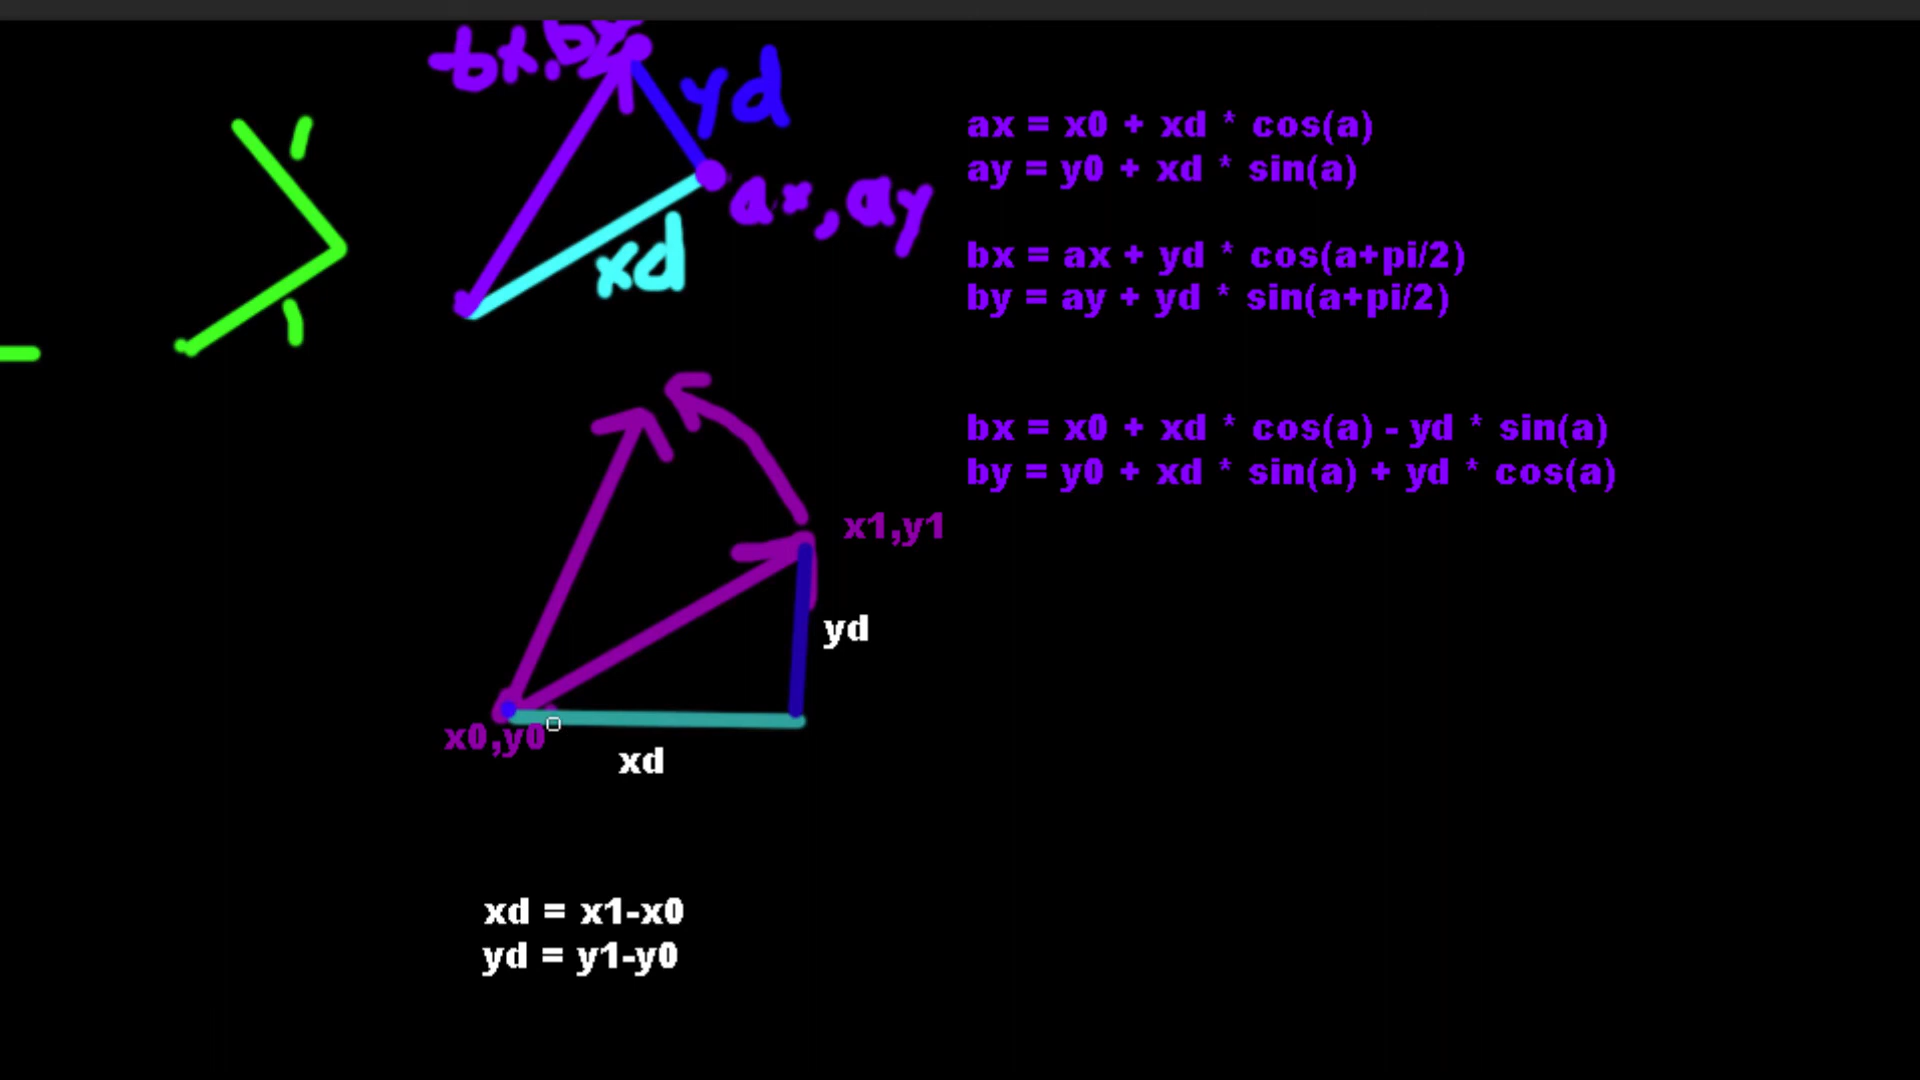 bx,by
yd
ax,ay
xd
ax = x0 + xd * cos(a)
ay = y0 + xd * sin(a)
bx = ax + yd * cos(a+pi/2)
by = ay + yd * sin(a+pi/2)
bx = x0 + xd * cos(a) - yd * sin(a)
by = y0 + xd * sin(a) + yd * cos(a)
x1,y1
yd
x0,y0
xd
xd = x1-x0
yd = y1-y0